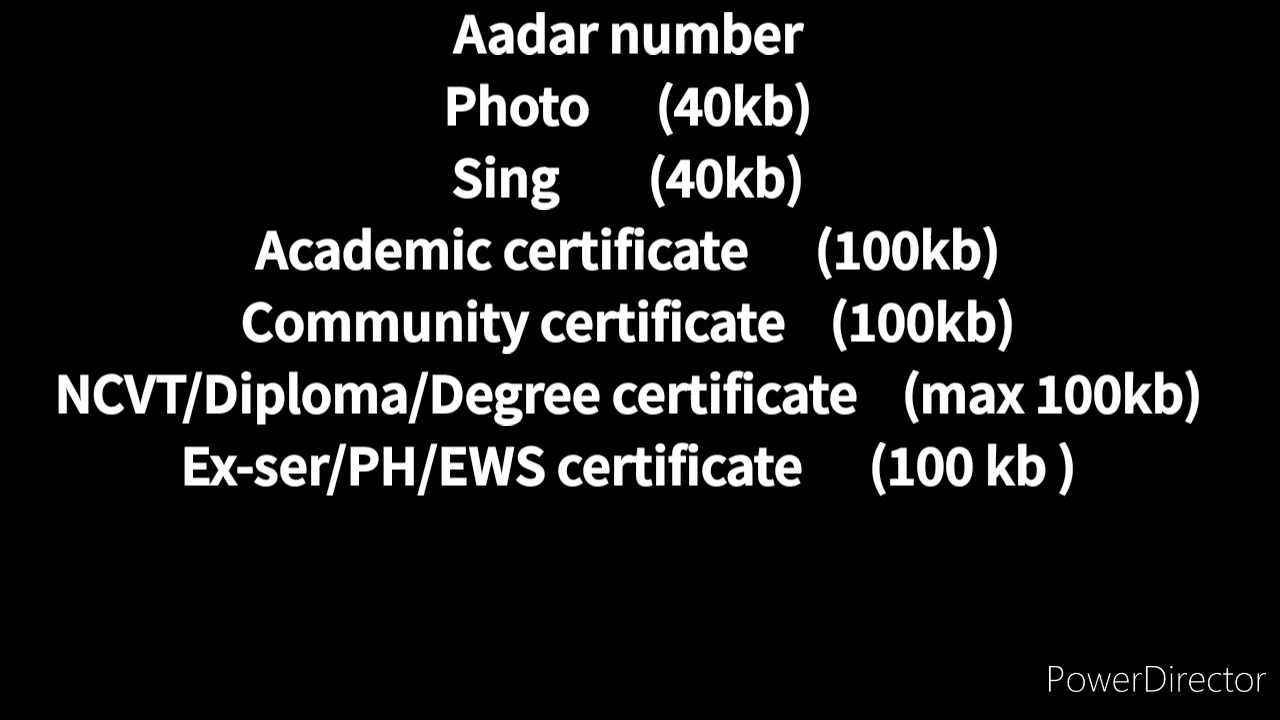 Aadar number
Photo (40kb)
Sing (40kb)
Academic certificate (100kb)
Community certificate (100kb)
NCVT/Diploma/Degree certificate (max 100kb)
Ex-ser/PH/EWS certificate (100 kb )
PowerDirector